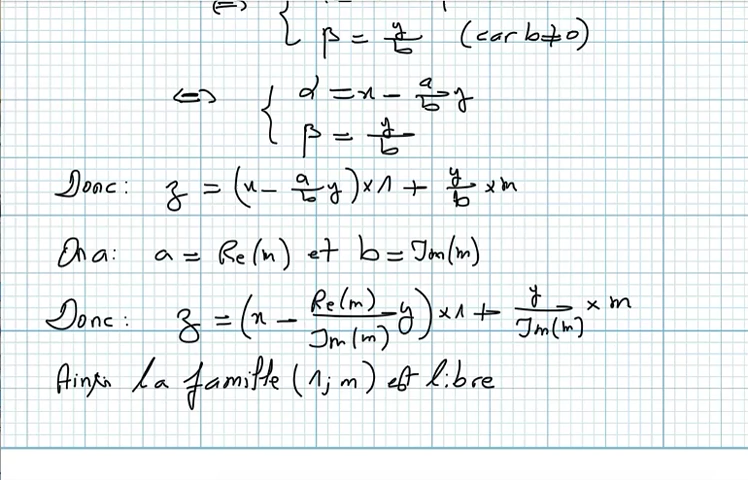 ⟺ { β = y/b (car b≠0)
⟺ { α = x - a/b y
β = y/b
Donc: z = (x - a/b y) × 1 + y/b × m
On a: a = Re(m) et b = Im(m)
Donc: z = (x - Re(m)/Im(m) y) × 1 + y/Im(m) × m
Ainsi la famille (1; m) est libre